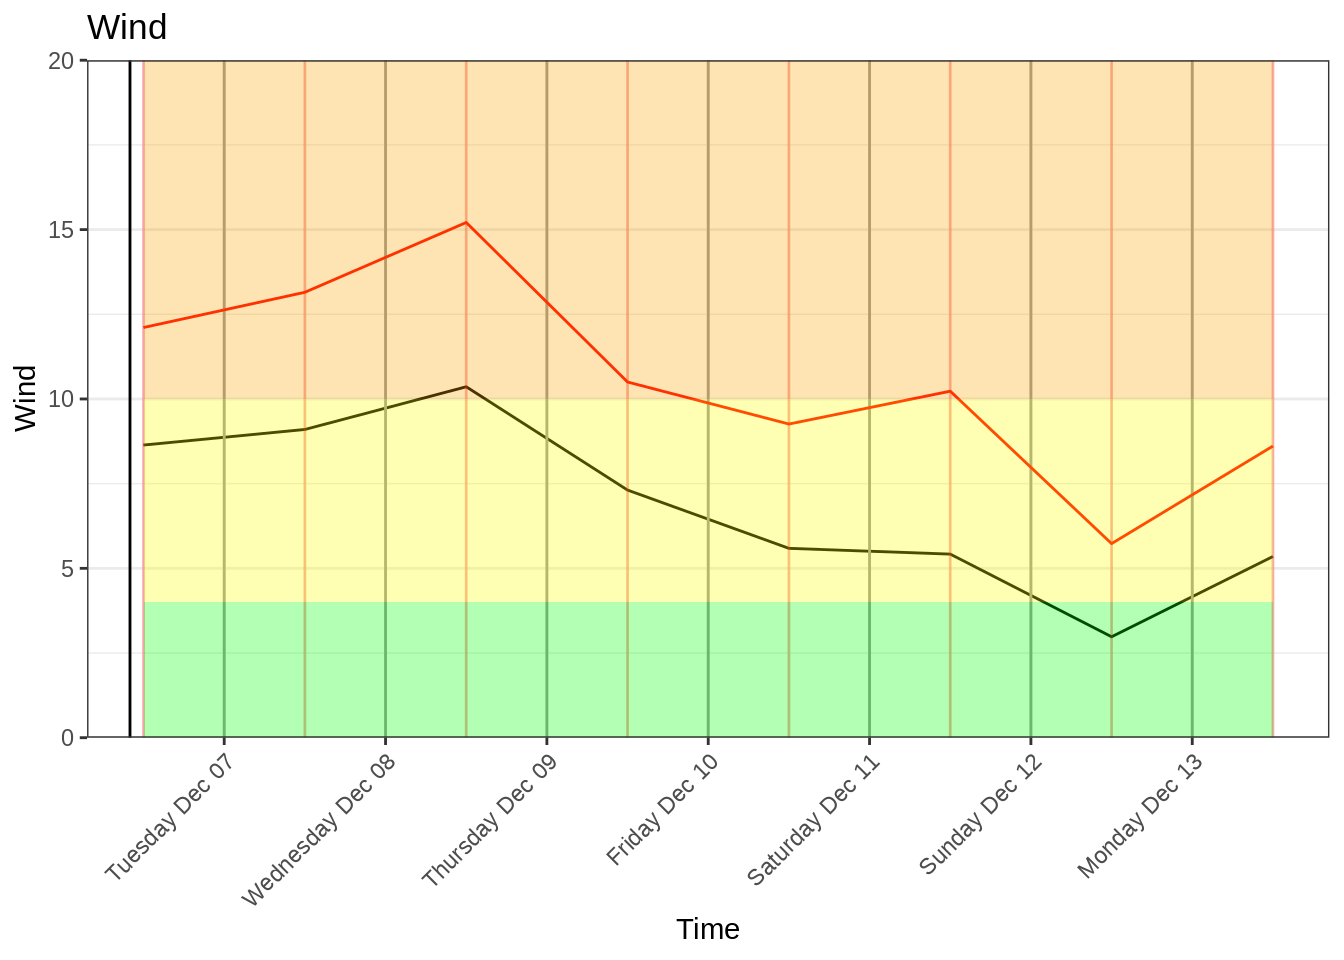 Wind
Wind
20
15
10
5
0
Tuesday Dec 07
Wednesday Dec 08
Thursday Dec 09
Friday Dec 10
Saturday Dec 11
Sunday Dec 12
Monday Dec 13
Time